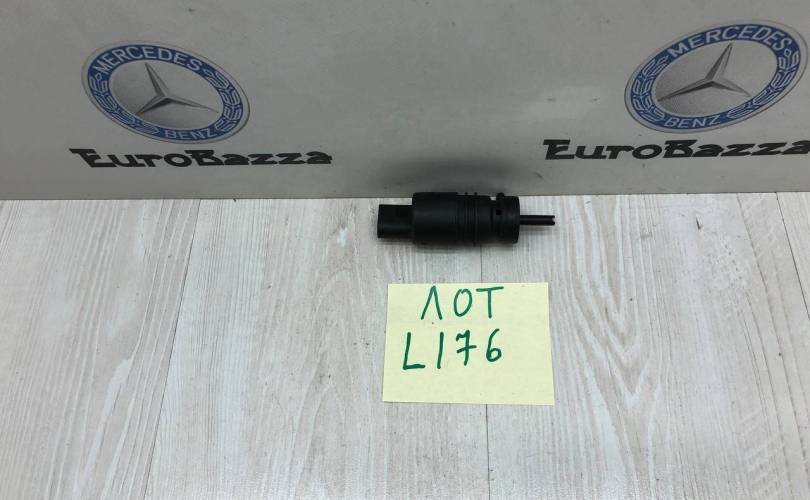 MERCEDES
BENZ
EuroBazza
MERCEDES
BENZ
EuroBazza
ЛОТ
L176